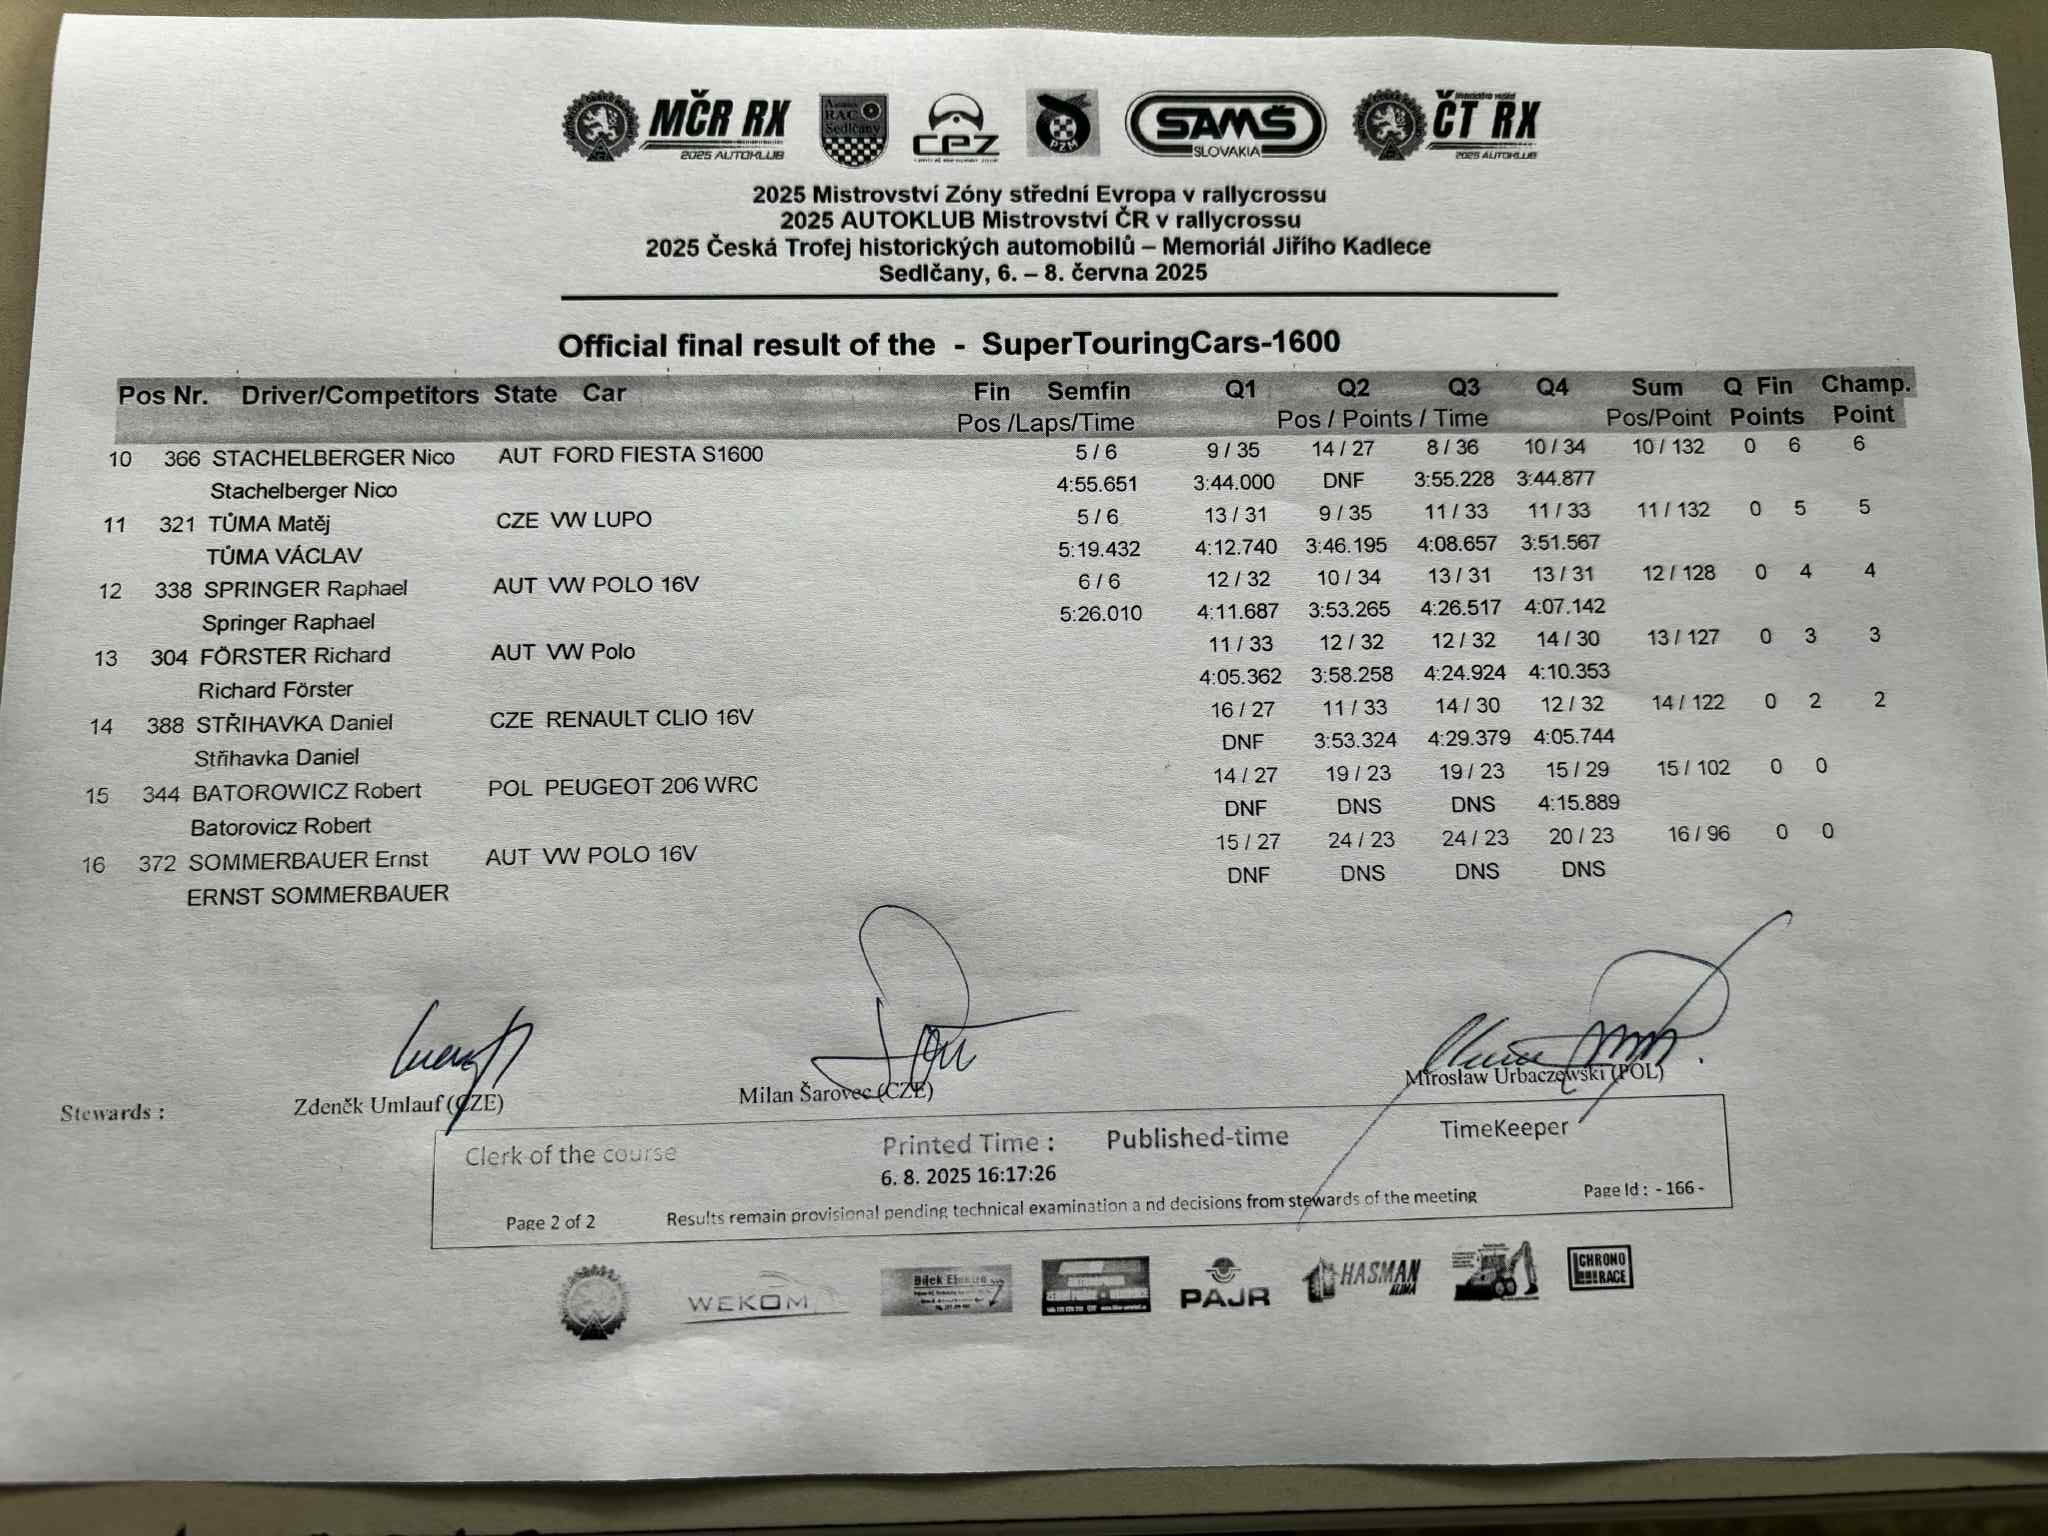 MČR RX
2025 AUTOKLUB
RAC
Sedlčany
CEZ
PZM
SAMŠ
SLOVAKIA
ČT RX
2025 AUTOKLUB
2025 Mistrovství Zóny střední Evropa v rallycrossu
2025 AUTOKLUB Mistrovství ČR v rallycrossu
2025 Česká Trofej historických automobilů – Memoriál Jiřího Kadlece
Sedlčany, 6. – 8. června 2025
Official final result of the - SuperTouringCars-1600
Pos Nr. Driver/Competitors State Car Fin Semfin Q1 Q2 Q3 Q4 Sum Q Fin Champ.
Pos /Laps/Time Pos / Points / Time Pos/Point Points Point
10 366 STACHELBERGER Nico AUT FORD FIESTA S1600 5 / 6 9 / 35 14 / 27 8 / 36 10 / 34 10 / 132 0 6 6
Stachelberger Nico 4:55.651 3:44.000 DNF 3:55.228 3:44.877
11 321 TŮMA Matěj CZE VW LUPO 5 / 6 13 / 31 9 / 35 11 / 33 11 / 33 11 / 132 0 5 5
TŮMA VÁCLAV 5:19.432 4:12.740 3:46.195 4:08.657 3:51.567
12 338 SPRINGER Raphael AUT VW POLO 16V 6 / 6 12 / 32 10 / 34 13 / 31 13 / 31 12 / 128 0 4 4
Springer Raphael 5:26.010 4:11.687 3:53.265 4:26.517 4:07.142
13 304 FÖRSTER Richard AUT VW Polo 11 / 33 12 / 32 12 / 32 14 / 30 13 / 127 0 3 3
Richard Förster 4:05.362 3:58.258 4:24.924 4:10.353
14 388 STŘIHAVKA Daniel CZE RENAULT CLIO 16V 16 / 27 11 / 33 14 / 30 12 / 32 14 / 122 0 2 2
Střihavka Daniel DNF 3:53.324 4:29.379 4:05.744
15 344 BATOROWICZ Robert POL PEUGEOT 206 WRC 14 / 27 19 / 23 19 / 23 15 / 29 15 / 102 0 0
Batorovicz Robert DNF DNS DNS 4:15.889
16 372 SOMMERBAUER Ernst AUT VW POLO 16V 15 / 27 24 / 23 24 / 23 20 / 23 16 / 96 0 0
ERNST SOMMERBAUER DNF DNS DNS DNS
Stewards : Zdeněk Umlauf (CZE) Milan Šarovec (CZE) Mirosław Urbaczewski (POL)
Clerk of the course Printed Time : Published-time TimeKeeper
6. 8. 2025 16:17:26
Page 2 of 2 Results remain provisional pending technical examination a nd decisions from stewards of the meeting Page Id : - 166 -
WEKOM
Bílek Elektro
PAJR
HASMAN
KLIMA
CHRONO
RACE